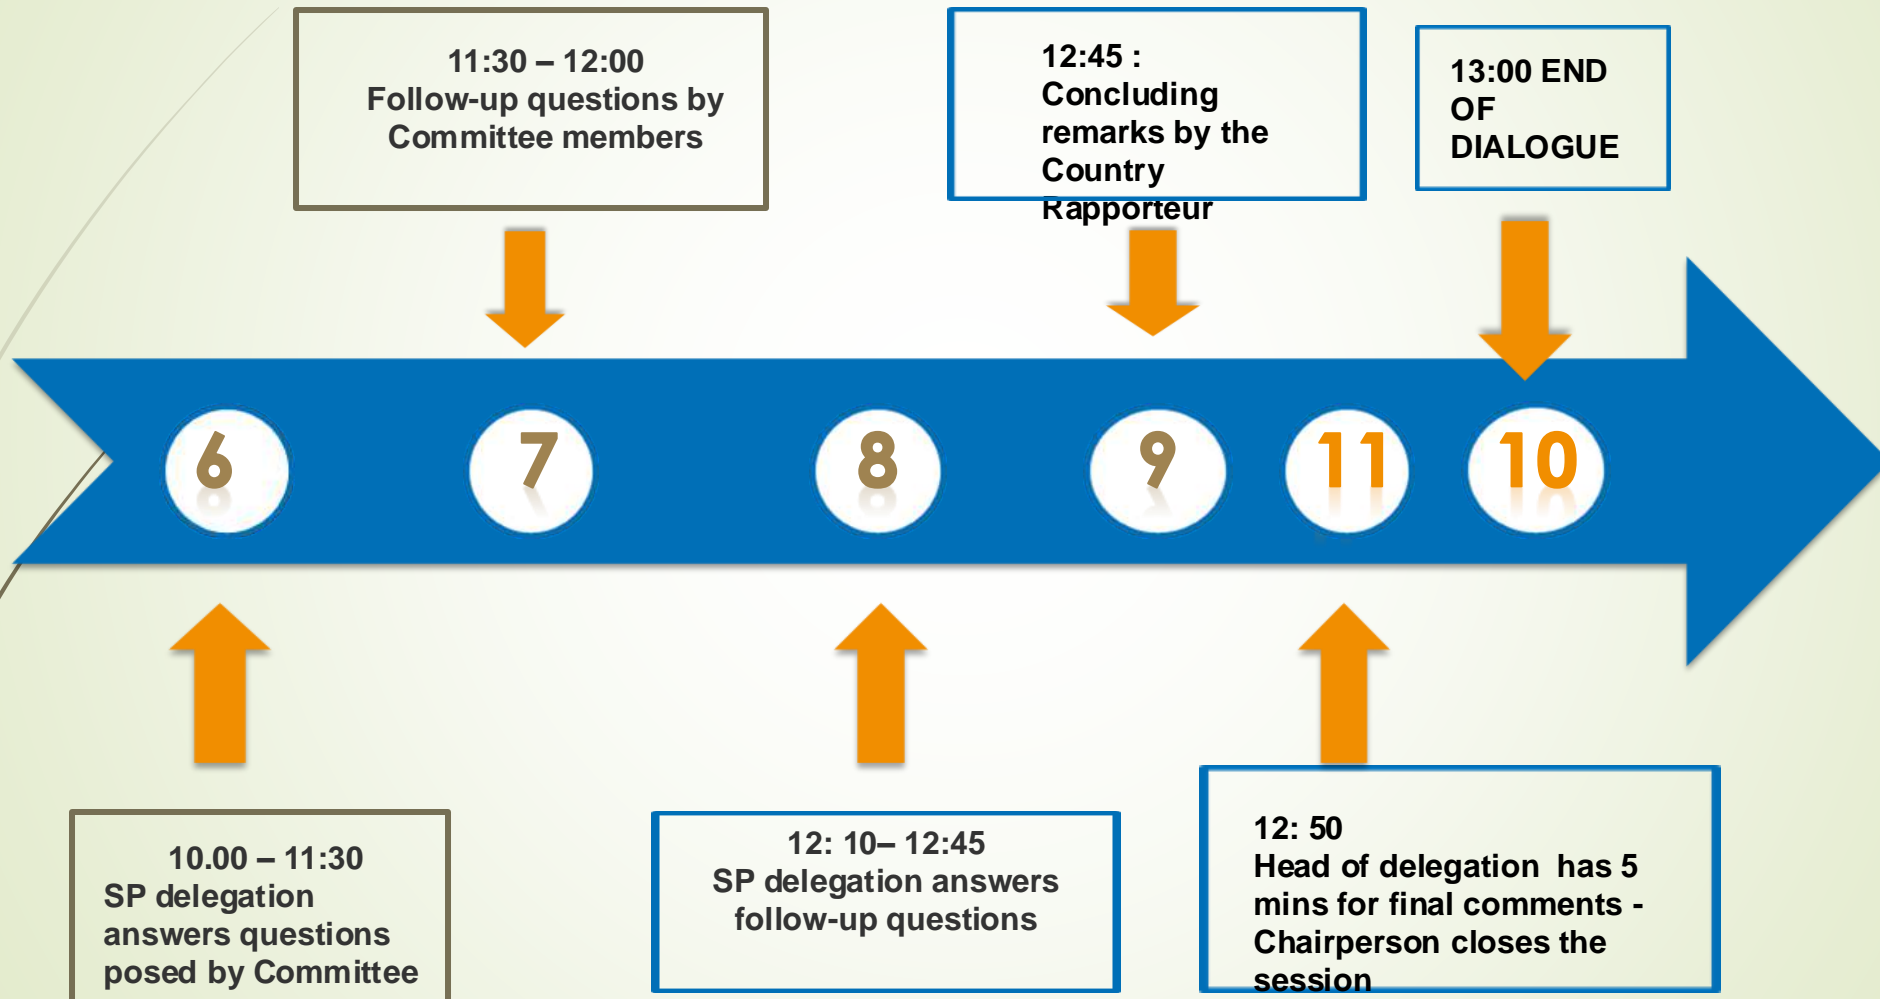 11:30 – 12:00
Follow-up questions by
Committee members
12:45 :
Concluding
remarks by the
Country
Rapporteur
13:00 END
OF
DIALOGUE
6
7
8
9
11
10
10.00 – 11:30
SP delegation
answers questions
posed by Committee
12: 10– 12:45
SP delegation answers
follow-up questions
12: 50
Head of delegation  has 5
mins for final comments -
Chairperson closes the
session